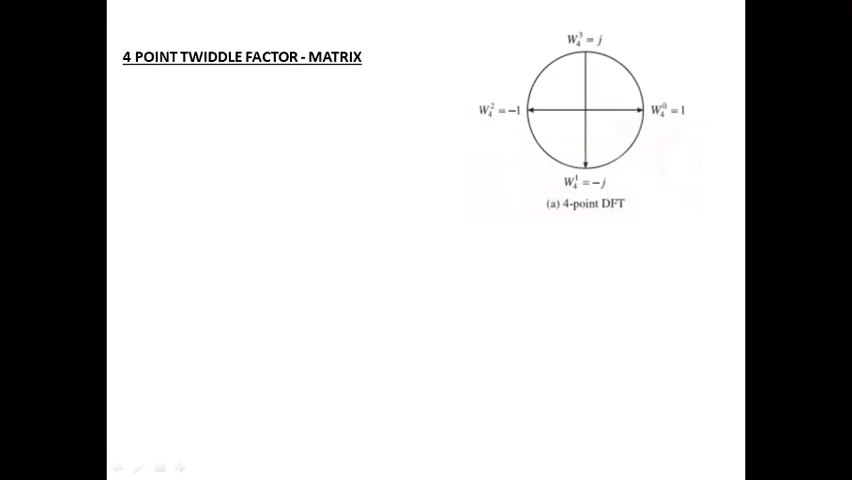 4 POINT TWIDDLE FACTOR - MATRIX
W₄³ = j
W₄² = −1
W₄⁰ = 1
W₄¹ = −j
(a) 4-point DFT